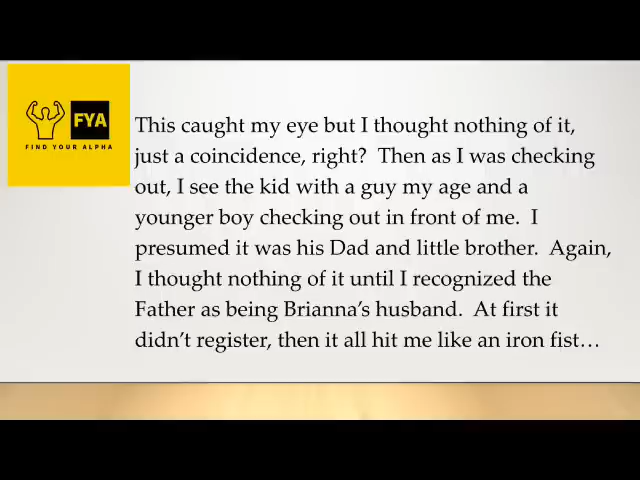 FYA
FIND YOUR ALPHA
This caught my eye but I thought nothing of it,
just a coincidence, right?  Then as I was checking
out, I see the kid with a guy my age and a
younger boy checking out in front of me.  I
presumed it was his Dad and little brother.  Again,
I thought nothing of it until I recognized the
Father as being Brianna’s husband.  At first it
didn’t register, then it all hit me like an iron fist…